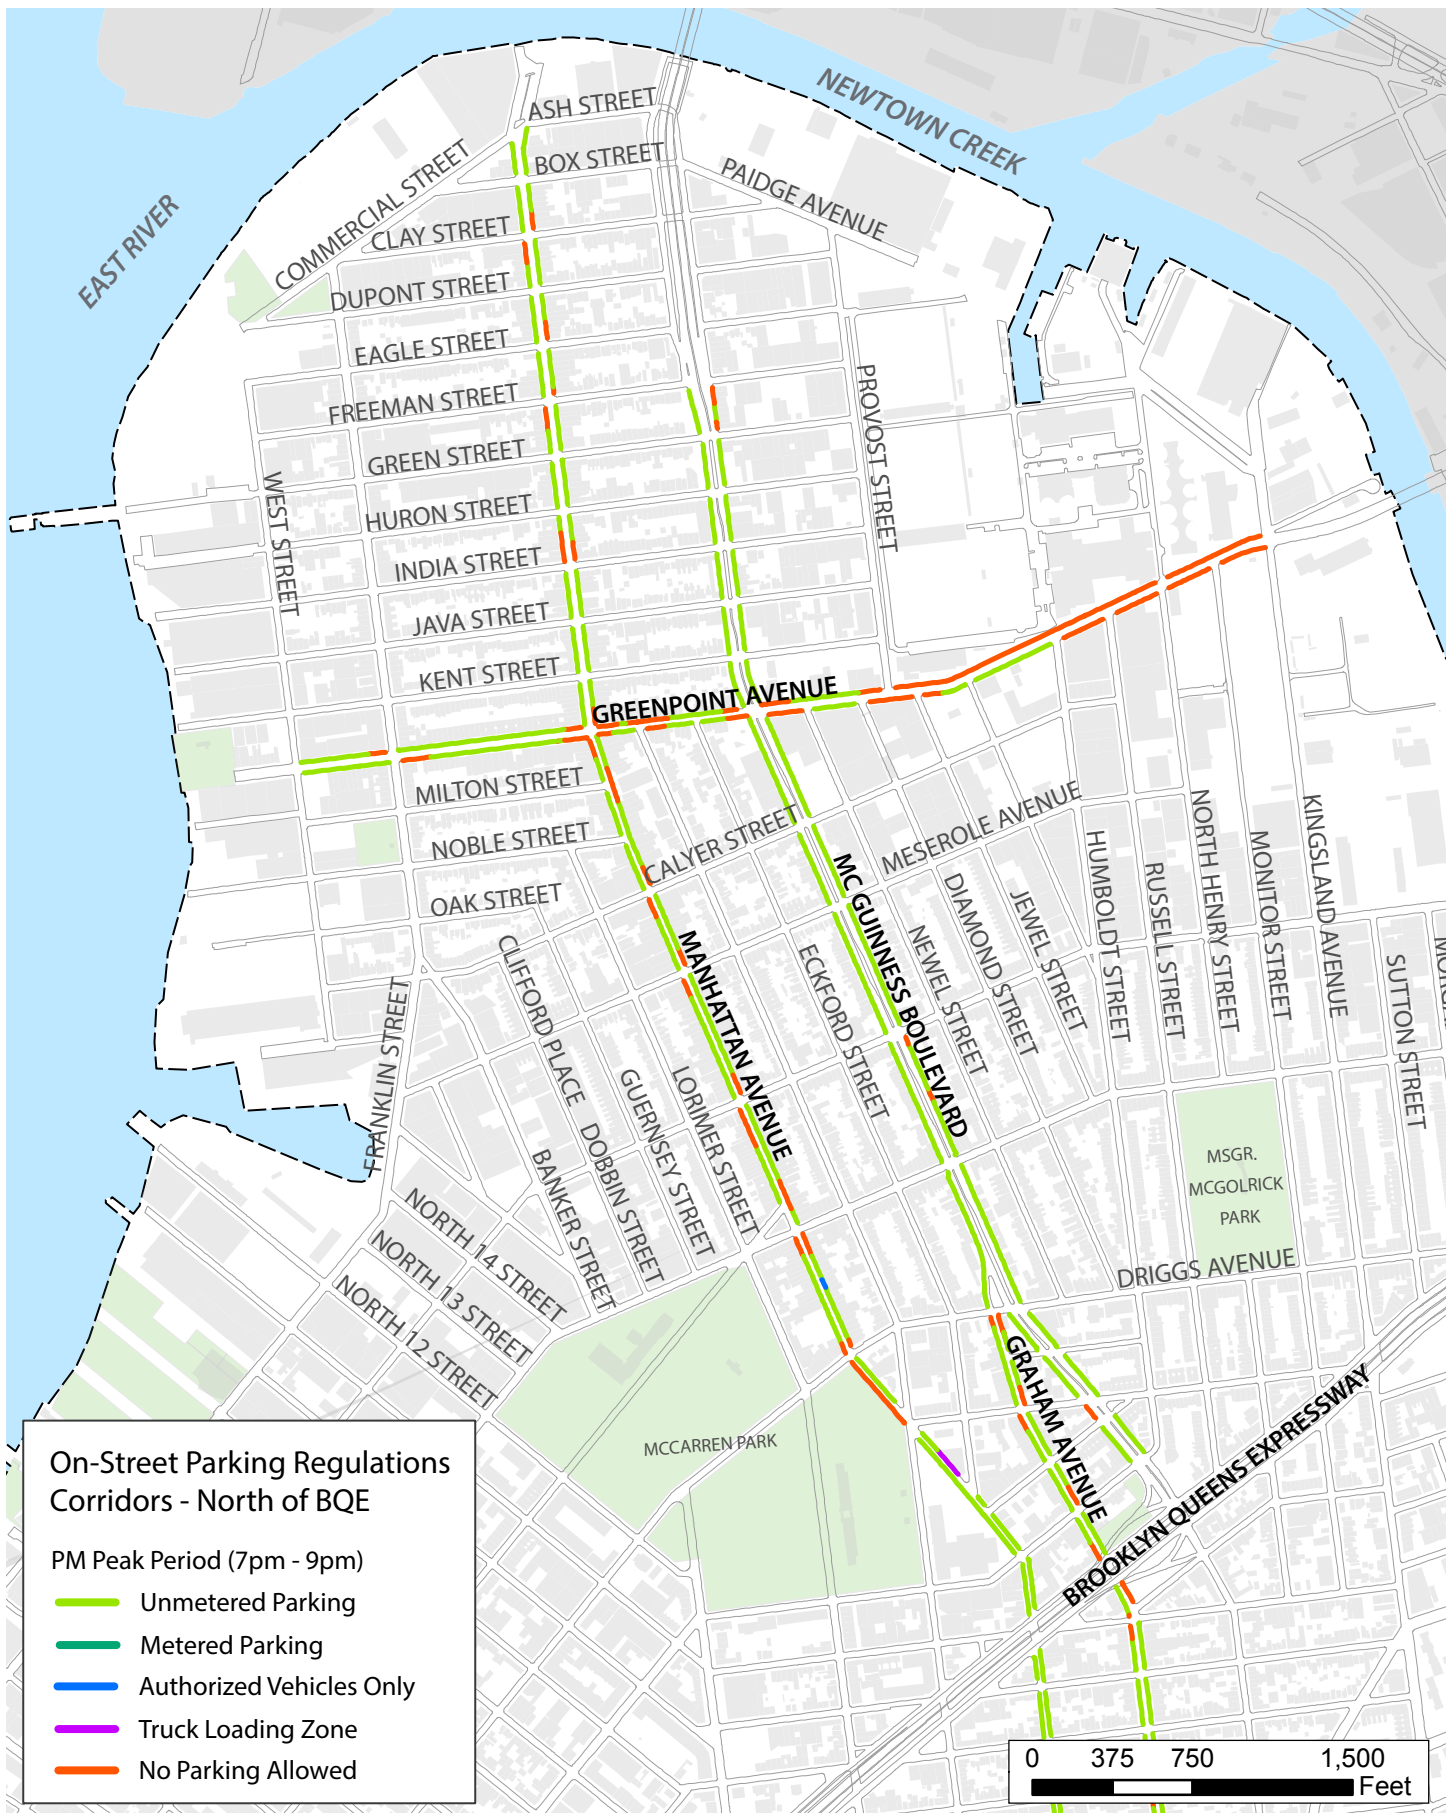 NEWTOWN CREEK
ASH STREET
BOX STREET
PAIDGE AVENUE
COMMERCIAL STREET
CLAY STREET
EAST RIVER
DUPONT STREET
EAGLE STREET
FREEMAN STREET
PROVOST STREET
GREEN STREET
WEST STREET
HURON STREET
INDIA STREET
JAVA STREET
KENT STREET
GREENPOINT AVENUE
MILTON STREET
NOBLE STREET
CALYER STREET
MESEROLE AVENUE
OAK STREET
MC GUINNESS BOULEVARD
HUMBOLDT STREET
RUSSELL STREET
NORTH HENRY STREET
MONITOR STREET
KINGSLAND AVENUE
SUTTON STREET
DIAMOND STREET
JEWEL STREET
NEWEL STREET
ECKFORD STREET
MANHATTAN AVENUE
CLIFFORD PLACE
FRANKLIN STREET
GUERNSEY STREET
LORIMER STREET
DOBBIN STREET
BANKER STREET
MSGR.
MCGOLRICK
PARK
NORTH 14 STREET
NORTH 13 STREET
NORTH 12 STREET
DRIGGS AVENUE
GRAHAM AVENUE
MCCARREN PARK
BROOKLYN QUEENS EXPRESSWAY
On-Street Parking Regulations
Corridors - North of BQE
PM Peak Period (7pm - 9pm)
Unmetered Parking
Metered Parking
Authorized Vehicles Only
Truck Loading Zone
No Parking Allowed
0 375 750 1,500
Feet